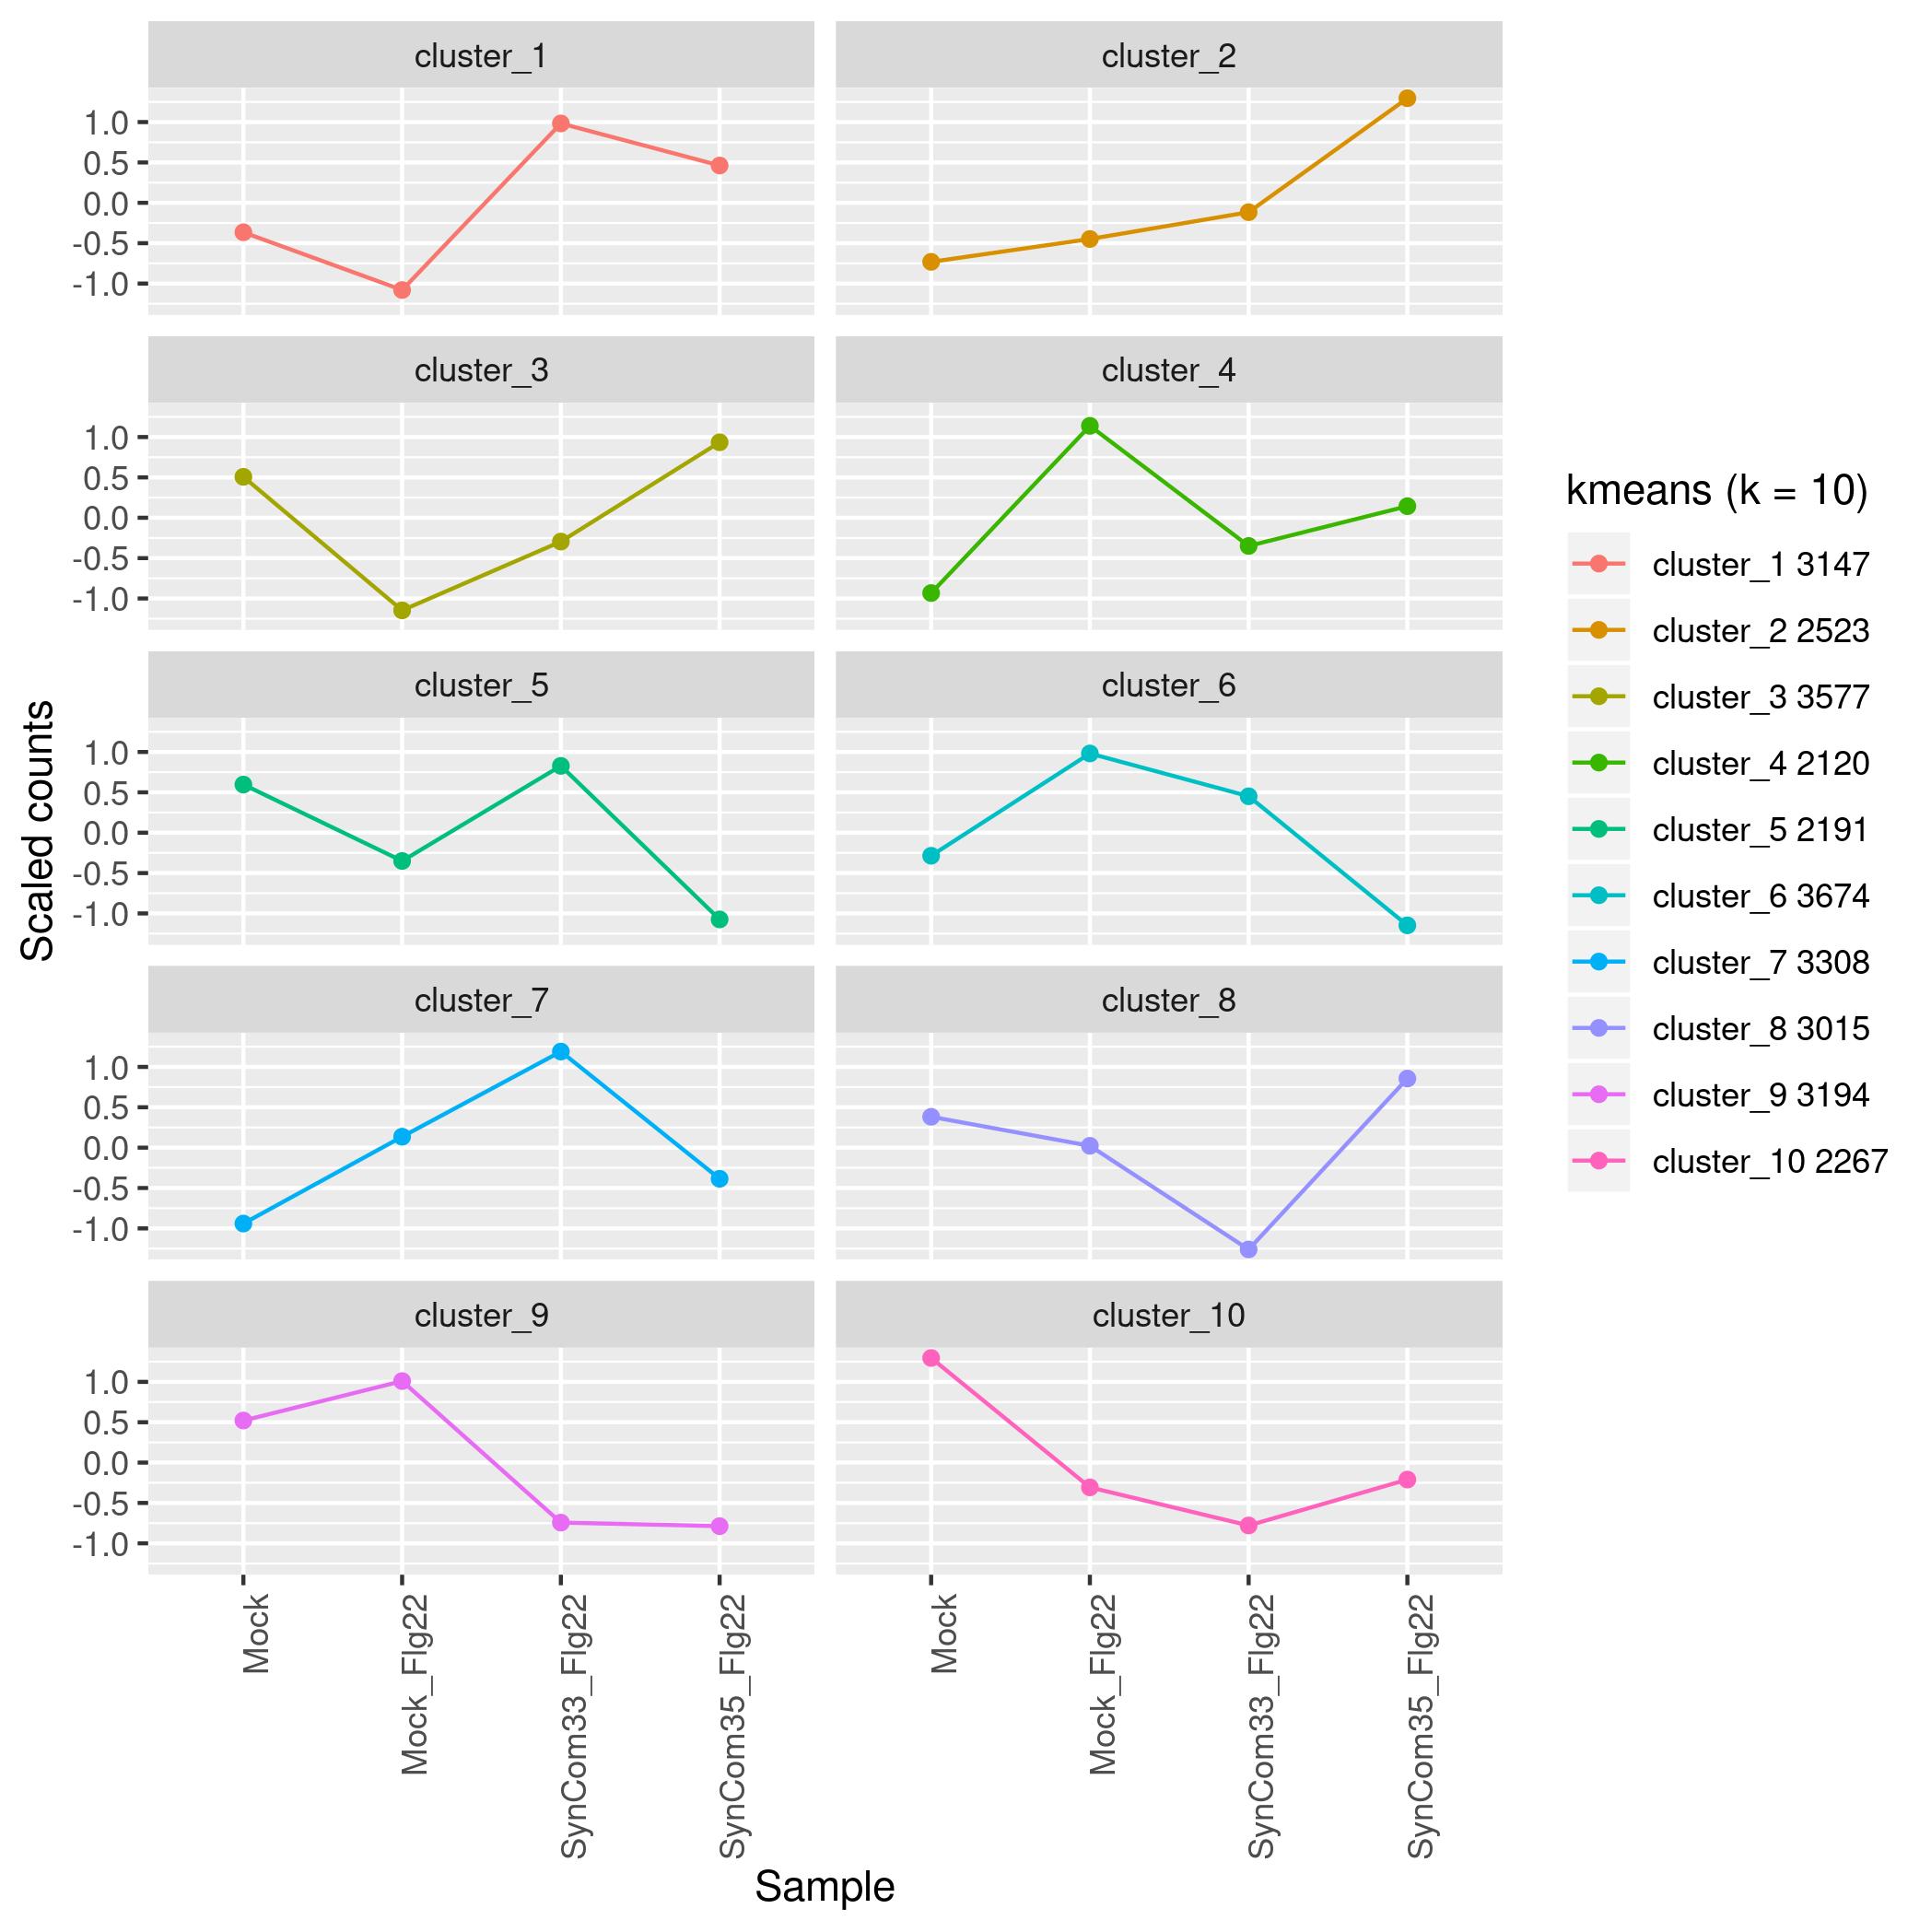 cluster_1
cluster_2
1.0
0.5
0.0
-0.5
-1.0
cluster_3
cluster_4
1.0
0.5
0.0
-0.5
-1.0
cluster_5
cluster_6
1.0
0.5
0.0
-0.5
-1.0
cluster_7
cluster_8
1.0
0.5
0.0
-0.5
-1.0
cluster_9
cluster_10
1.0
0.5
0.0
-0.5
-1.0
Mock
Mock_Flg22
SynCom33_Flg22
SynCom35_Flg22
Mock
Mock_Flg22
SynCom33_Flg22
SynCom35_Flg22
Sample
Scaled counts
kmeans (k = 10)
cluster_1 3147
cluster_2 2523
cluster_3 3577
cluster_4 2120
cluster_5 2191
cluster_6 3674
cluster_7 3308
cluster_8 3015
cluster_9 3194
cluster_10 2267